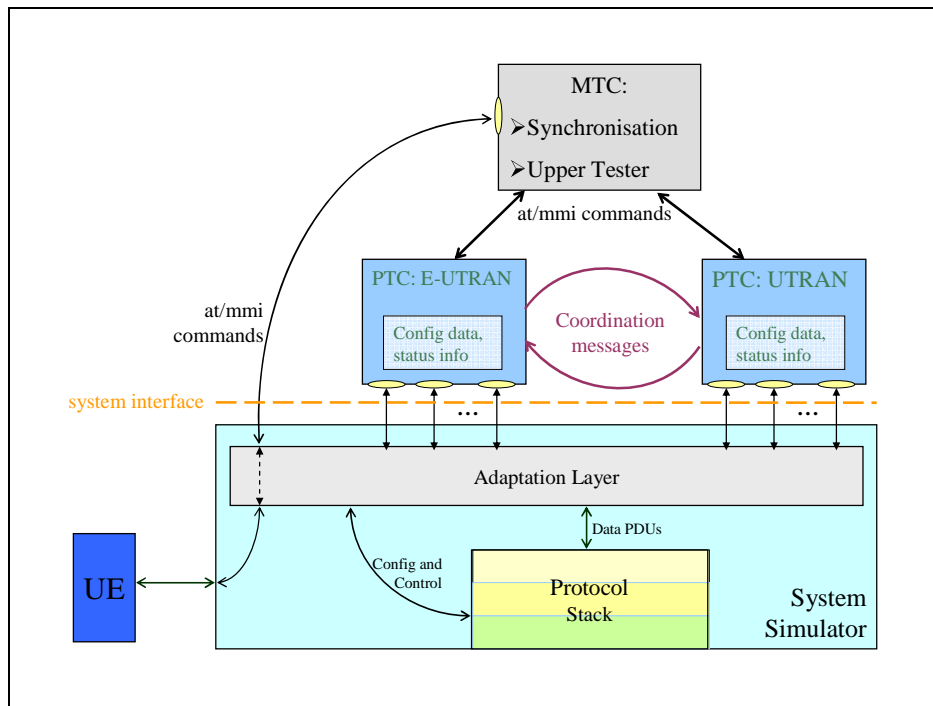 MTC:
➢Synchronisation
➢Upper Tester
at/mmi commands
PTC: E-UTRAN
PTC: UTRAN
at/mmi
commands
Config data,
status info
Coordination
messages
Config data,
status info
system interface
...
...
Adaptation Layer
Data PDUs
Config and
Control
UE
Protocol
Stack
System
Simulator